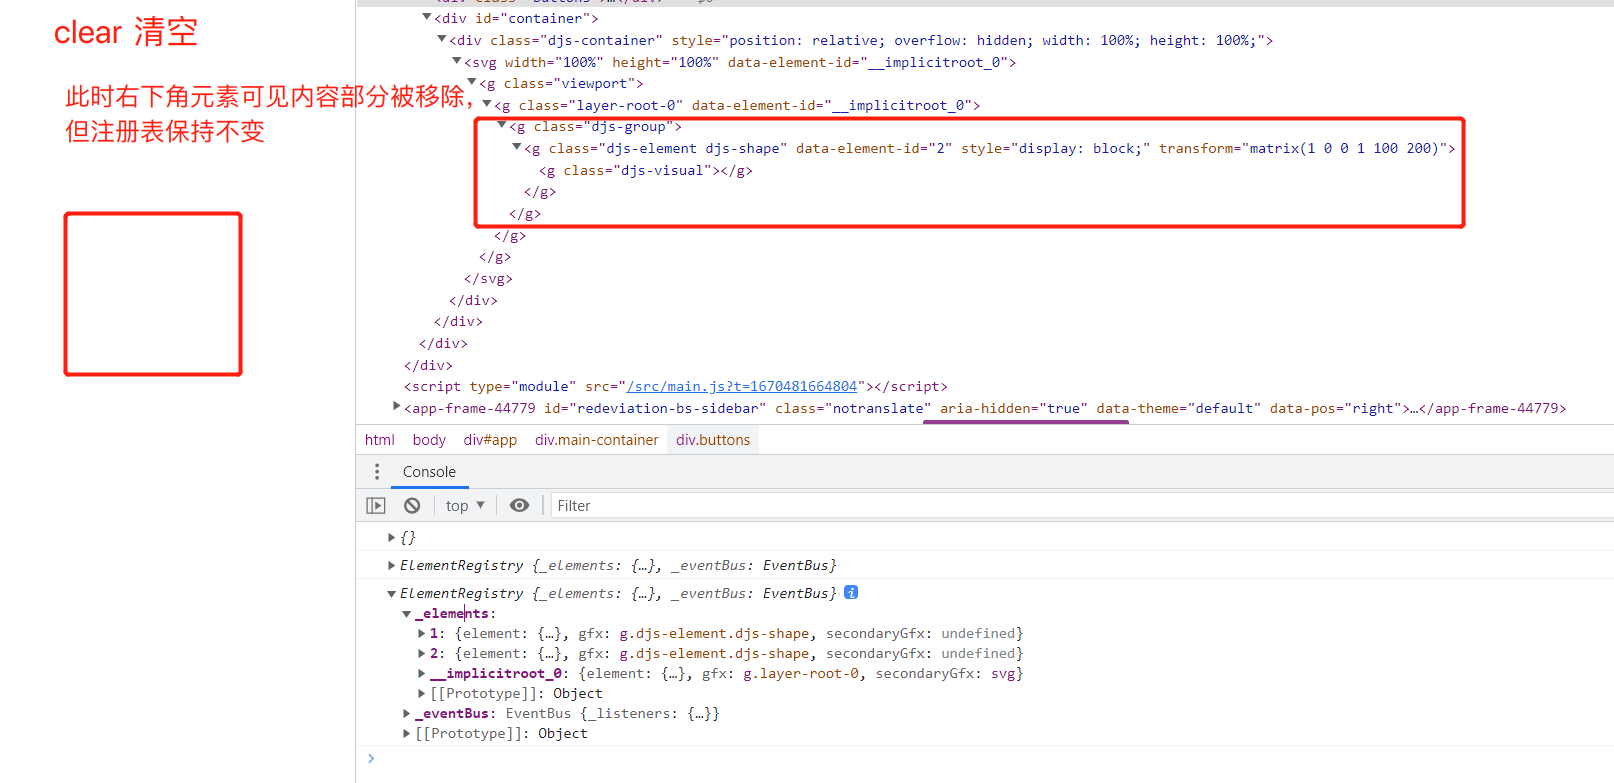 clear 清空
此时右下角元素可见内容部分被移除，
但注册表保持不变
<div id="container">
<div class="djs-container" style="position: relative; overflow: hidden; width: 100%; height: 100%;">
<svg width="100%" height="100%" data-element-id="__implicitroot_0">
<g class="viewport">
<g class="layer-root-0" data-element-id="__implicitroot_0">
<g class="djs-group">
<g class="djs-element djs-shape" data-element-id="2" style="display: block;" transform="matrix(1 0 0 1 100 200)">
<g class="djs-visual"></g>
</g>
</g>
</g>
</g>
</svg>
</div>
</div>
</div>
</div>
<script type="module" src="/src/main.js?t=1670481664804"></script>
<app-frame-44779 id="redeviation-bs-sidebar" class="notranslate" aria-hidden="true" data-theme="default" data-pos="right">…</app-frame-44779>
html body div#app div.main-container div.buttons
Console
top Filter
{}
ElementRegistry {_elements: {…}, _eventBus: EventBus}
ElementRegistry {_elements: {…}, _eventBus: EventBus} i
_elements:
1: {element: {…}, gfx: g.djs-element.djs-shape, secondaryGfx: undefined}
2: {element: {…}, gfx: g.djs-element.djs-shape, secondaryGfx: undefined}
__implicitroot_0: {element: {…}, gfx: g.layer-root-0, secondaryGfx: svg}
[[Prototype]]: Object
_eventBus: EventBus {_listeners: {…}}
[[Prototype]]: Object